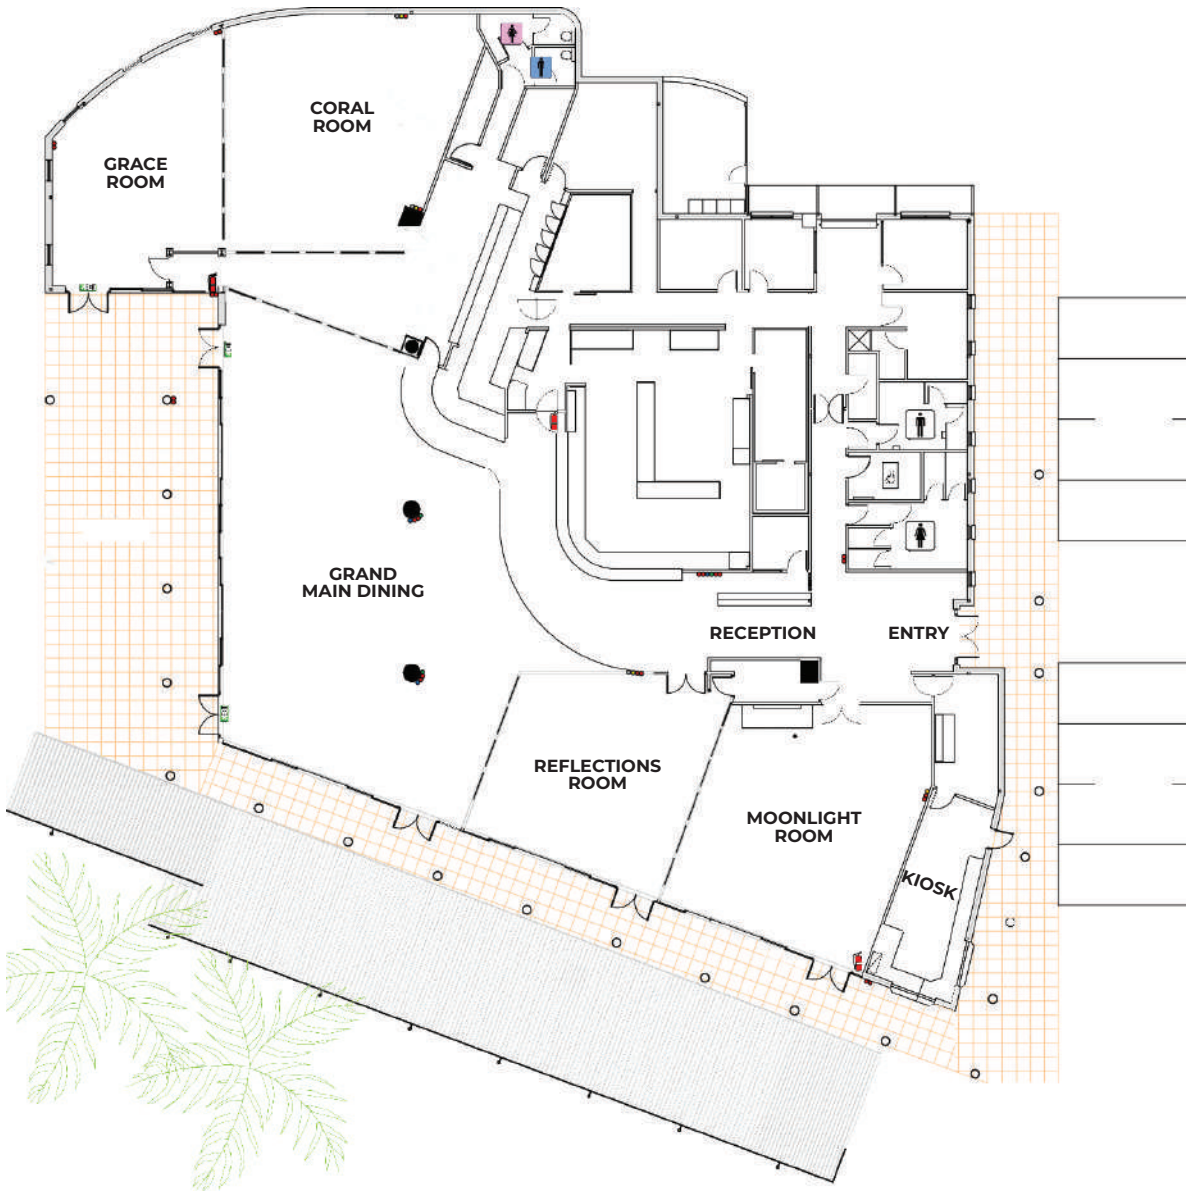 CORAL
ROOM
GRACE
ROOM
GRAND
MAIN DINING
RECEPTION
ENTRY
REFLECTIONS
ROOM
MOONLIGHT
ROOM
KIOSK